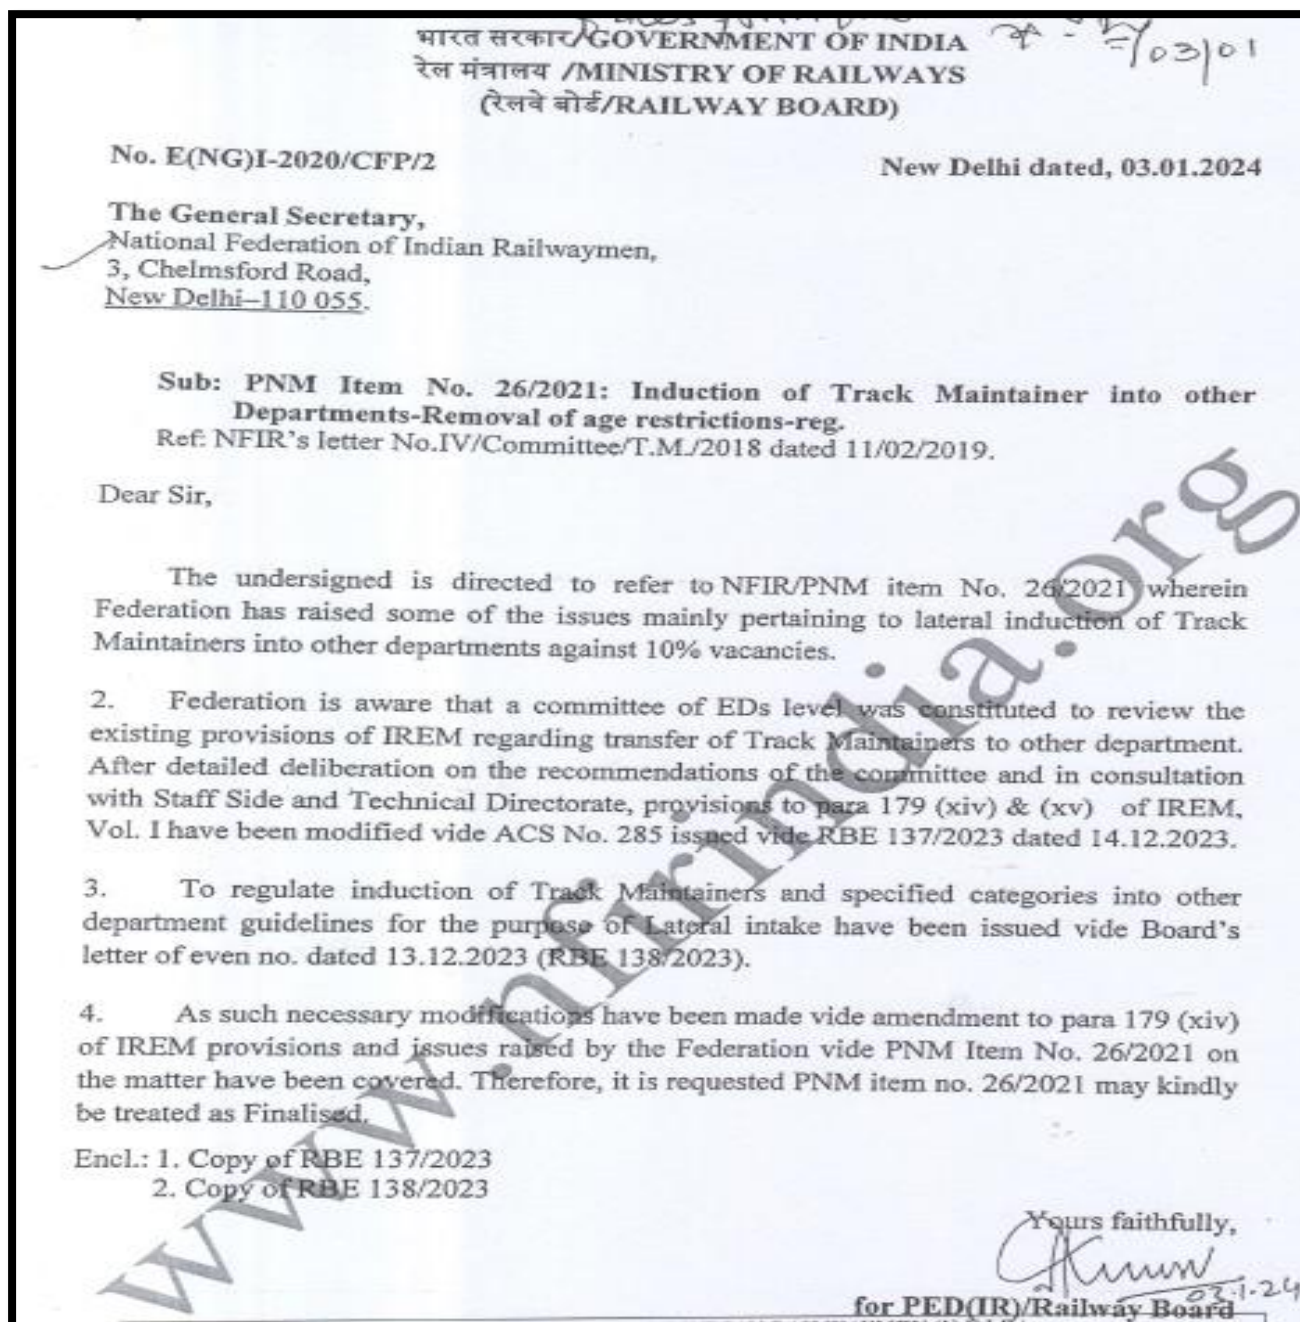 03/01
भारत सरकार/GOVERNMENT OF INDIA
रेल मंत्रालय /MINISTRY OF RAILWAYS
(रेलवे बोर्ड/RAILWAY BOARD)
No. E(NG)I-2020/CFP/2 New Delhi dated, 03.01.2024
The General Secretary,
National Federation of Indian Railwaymen,
3, Chelmsford Road,
New Delhi–110 055.
Sub: PNM Item No. 26/2021: Induction of Track Maintainer into other
Departments-Removal of age restrictions-reg.
Ref: NFIR's letter No.IV/Committee/T.M./2018 dated 11/02/2019.
Dear Sir,
The undersigned is directed to refer to NFIR/PNM item No. 26/2021 wherein
Federation has raised some of the issues mainly pertaining to lateral induction of Track
Maintainers into other departments against 10% vacancies.
2. Federation is aware that a committee of EDs level was constituted to review the
existing provisions of IREM regarding transfer of Track Maintainers to other department.
After detailed deliberation on the recommendations of the committee and in consultation
with Staff Side and Technical Directorate, provisions to para 179 (xiv) & (xv) of IREM,
Vol. I have been modified vide ACS No. 285 issued vide RBE 137/2023 dated 14.12.2023.
3. To regulate induction of Track Maintainers and specified categories into other
department guidelines for the purpose of Lateral intake have been issued vide Board's
letter of even no. dated 13.12.2023 (RBE 138/2023).
4. As such necessary modifications have been made vide amendment to para 179 (xiv)
of IREM provisions and issues raised by the Federation vide PNM Item No. 26/2021 on
the matter have been covered. Therefore, it is requested PNM item no. 26/2021 may kindly
be treated as Finalised.
Encl.: 1. Copy of RBE 137/2023
2. Copy of RBE 138/2023
Yours faithfully,
03.1.24
for PED(IR)/Railway Board
www.nfirindia.org